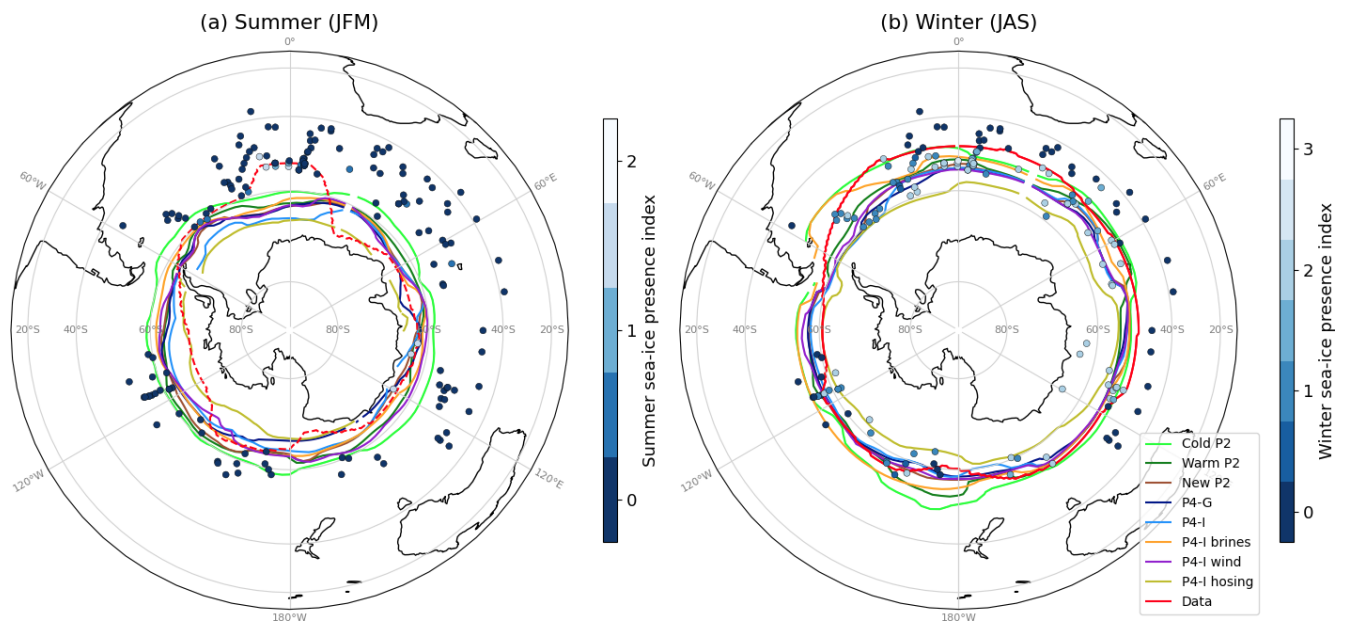 (a) Summer (JFM)
0°
60°W
60°E
20°S
40°S
60°S
80°S
80°S
60°S
40°S
20°S
120°W
120°E
180°W
2
1
0
Summer sea-ice presence index
(b) Winter (JAS)
0°
60°W
60°E
20°S
40°S
60°S
80°S
80°S
60°S
40°S
20°S
120°W
120°E
180°W
Cold P2
Warm P2
New P2
P4-G
P4-I
P4-I brines
P4-I wind
P4-I hosing
Data
3
2
1
0
Winter sea-ice presence index